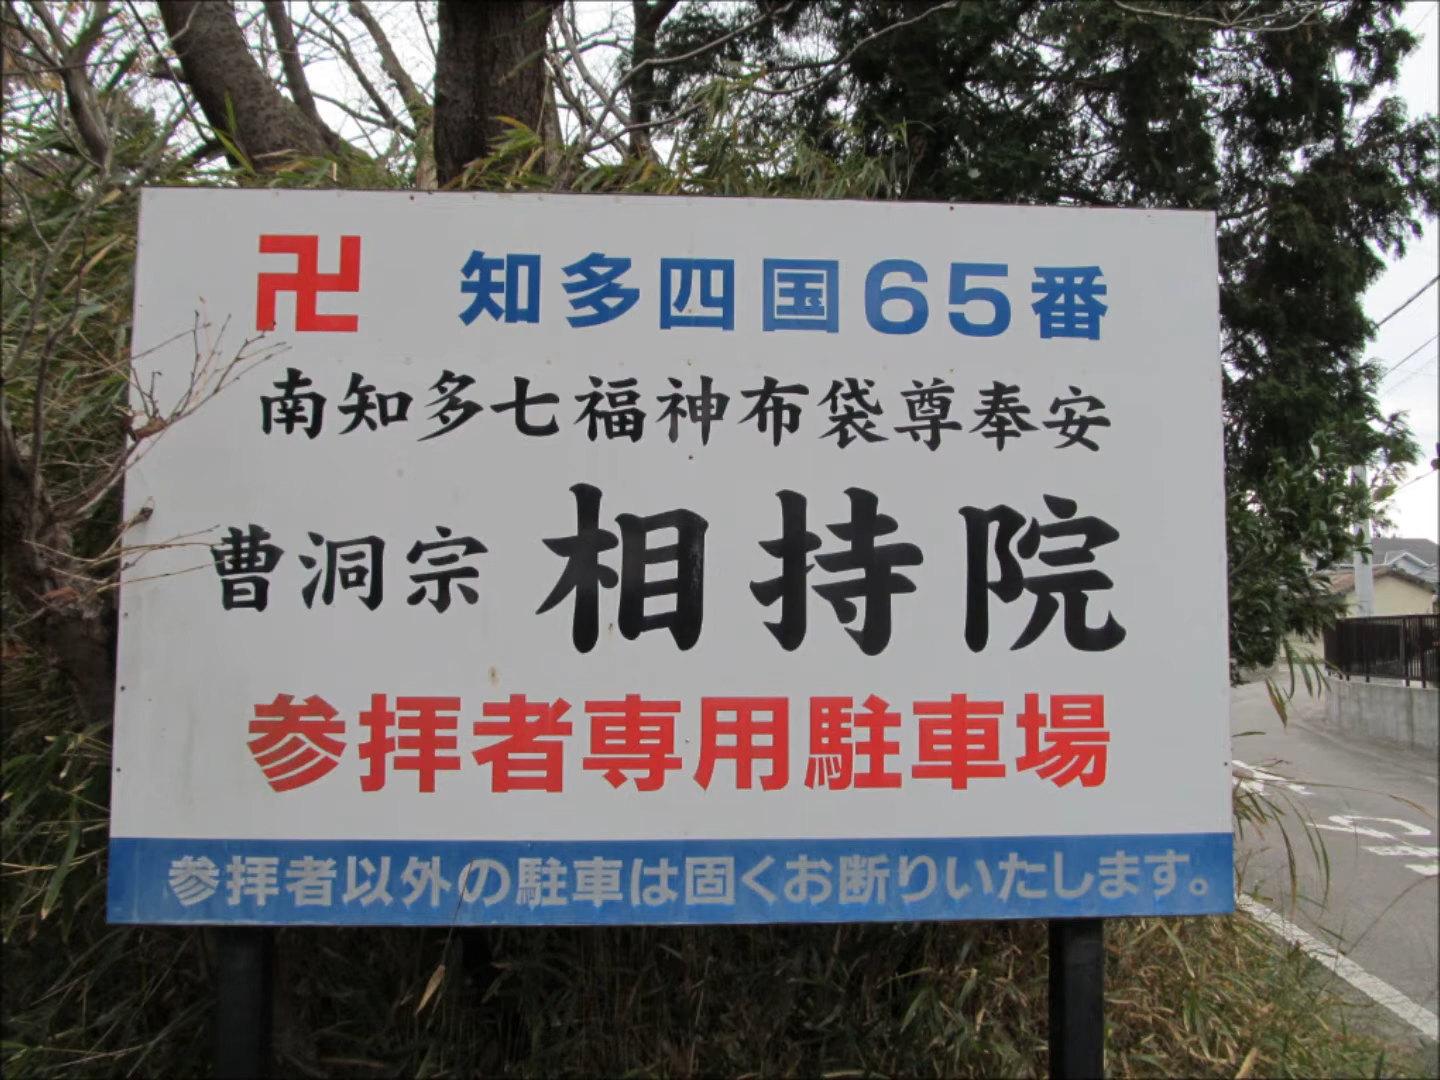 卍 知多四国65番
南知多七福神布袋尊奉安
曹洞宗 相持院
参拝者専用駐車場
参拝者以外の駐車は固くお断りいたします。